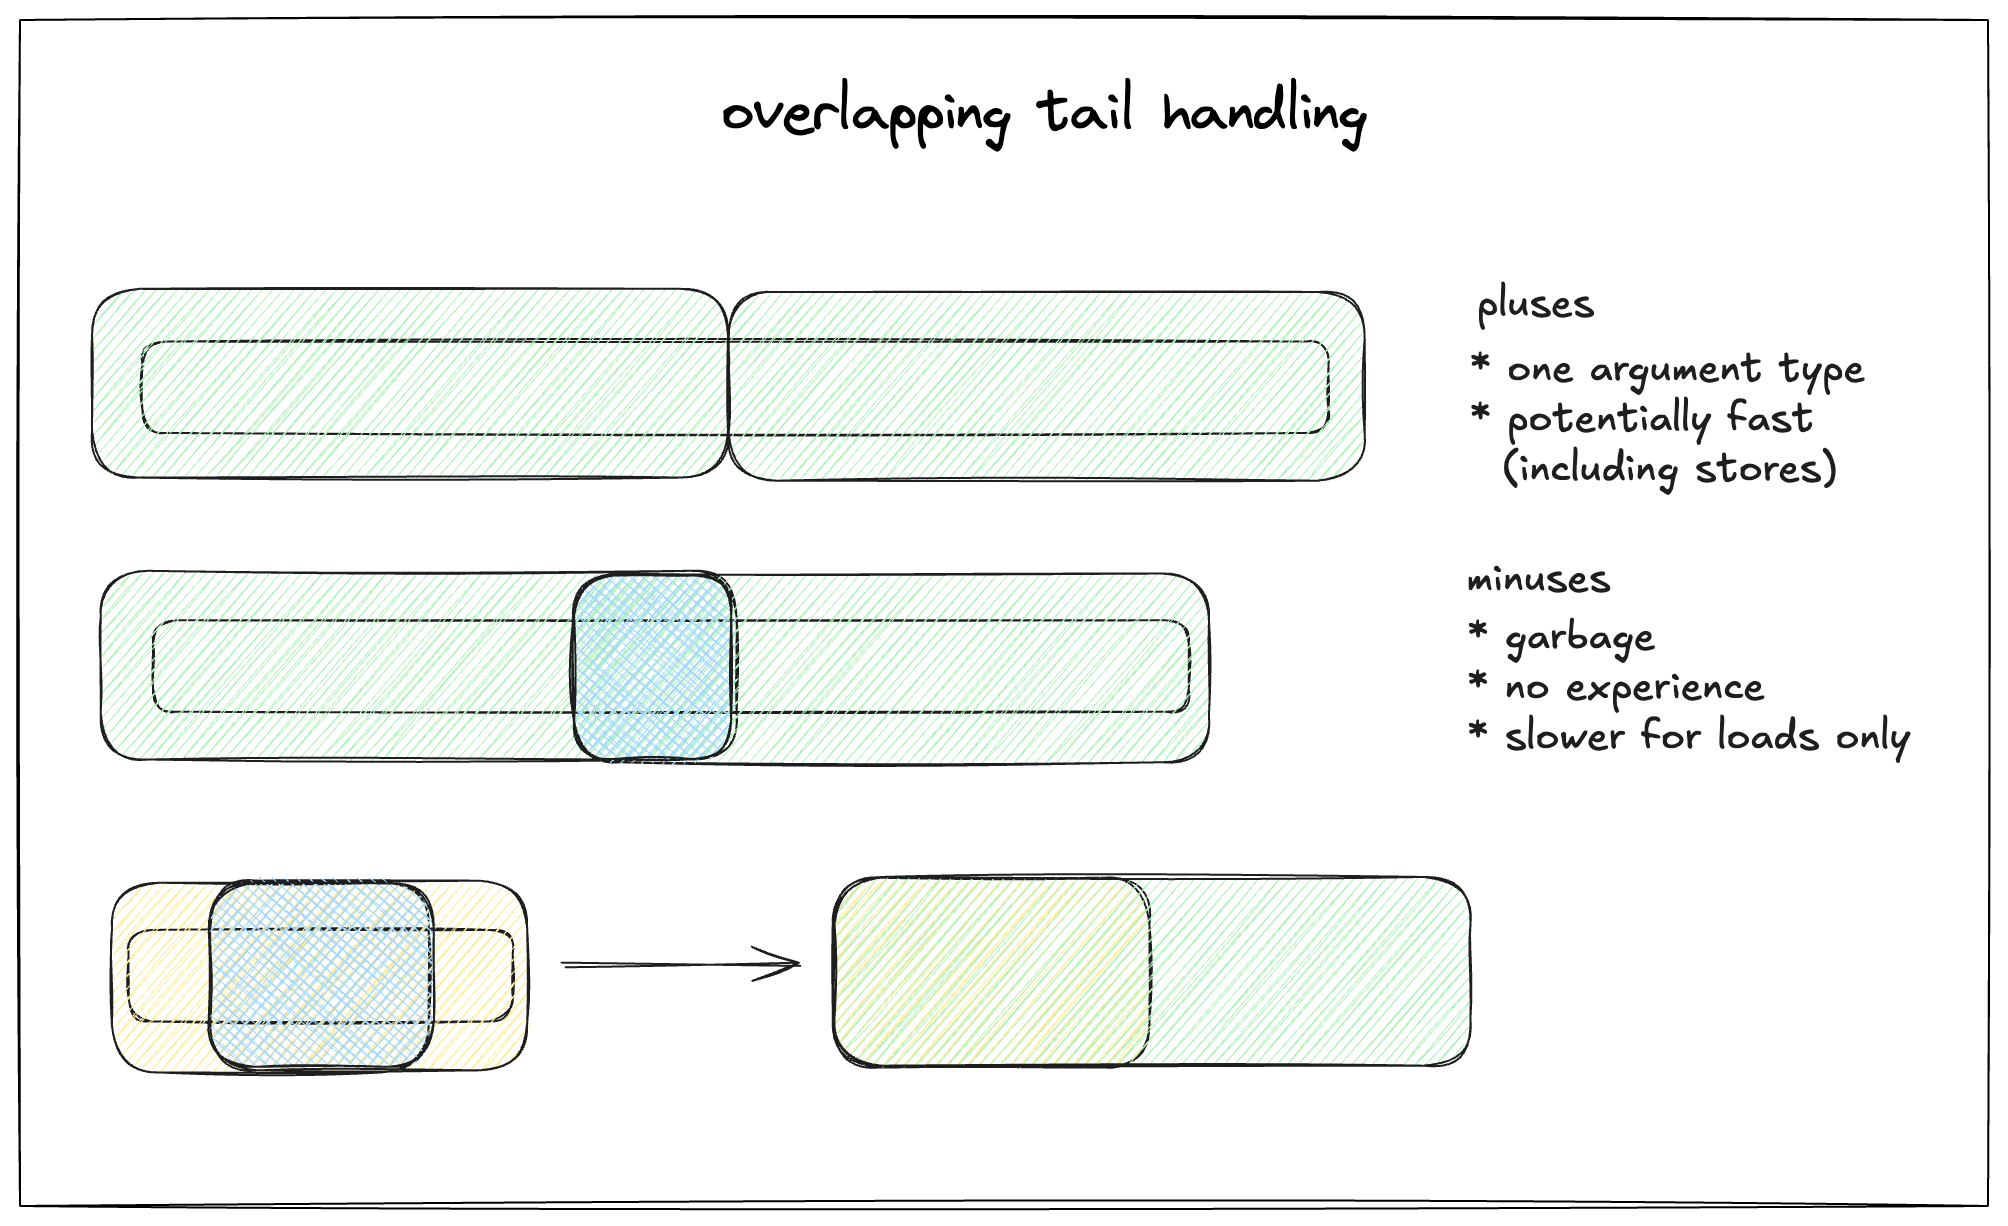 overlapping tail handling
pluses
* one argument type
* potentially fast
(including stores)
minuses
* garbage
* no experience
* slower for loads only